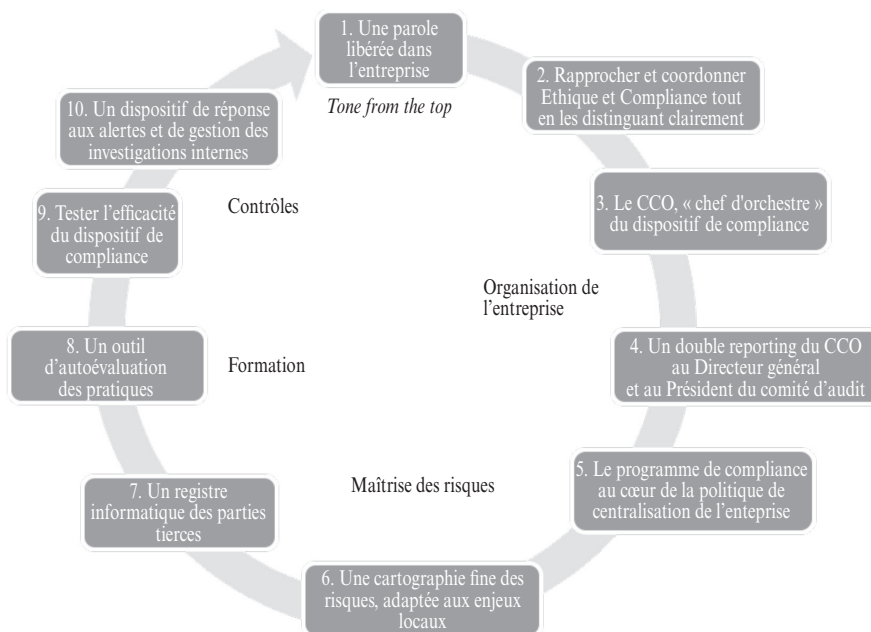 1. Une parole
libérée dans
l'entreprise
Tone from the top
2. Rapprocher et coordonner
Ethique et Compliance tout
en les distinguant clairement
3. Le CCO, « chef d'orchestre »
du dispositif de compliance
Organisation de
l'entreprise
4. Un double reporting du CCO
au Directeur général
et au Président du comité d'audit
5. Le programme de compliance
au cœur de la politique de
centralisation de l'enteprise
Maîtrise des risques
6. Une cartographie fine des
risques, adaptée aux enjeux
locaux
7. Un registre
informatique des parties
tierces
8. Un outil
d'autoévaluation
des pratiques
Formation
9. Tester l'efficacité
du dispositif de
compliance
Contrôles
10. Un dispositif de réponse
aux alertes et de gestion des
investigations internes